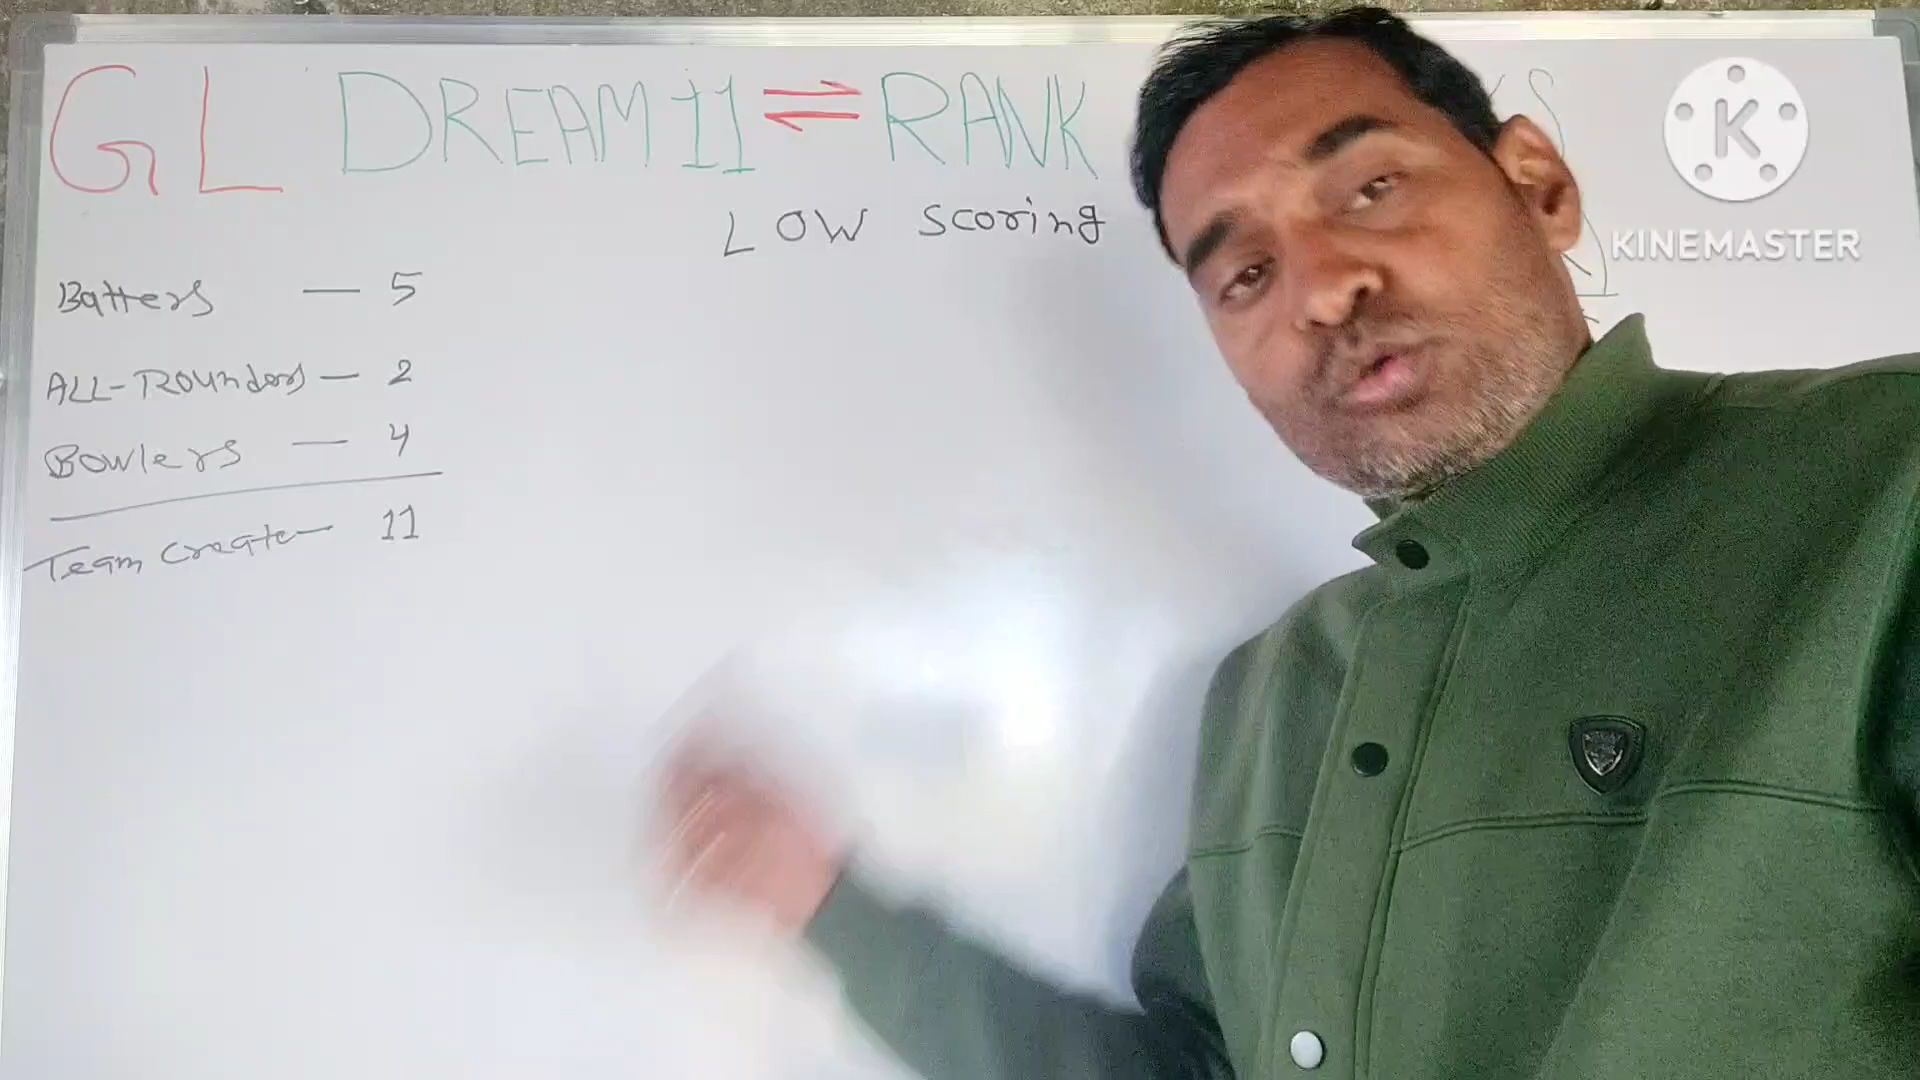 GL DREAM 11 ⇌ RANK
LOW Scoring
Batters — 5
ALL-ROUnders — 2
Bowlers — 4
Team Create — 11
K
KINEMASTER